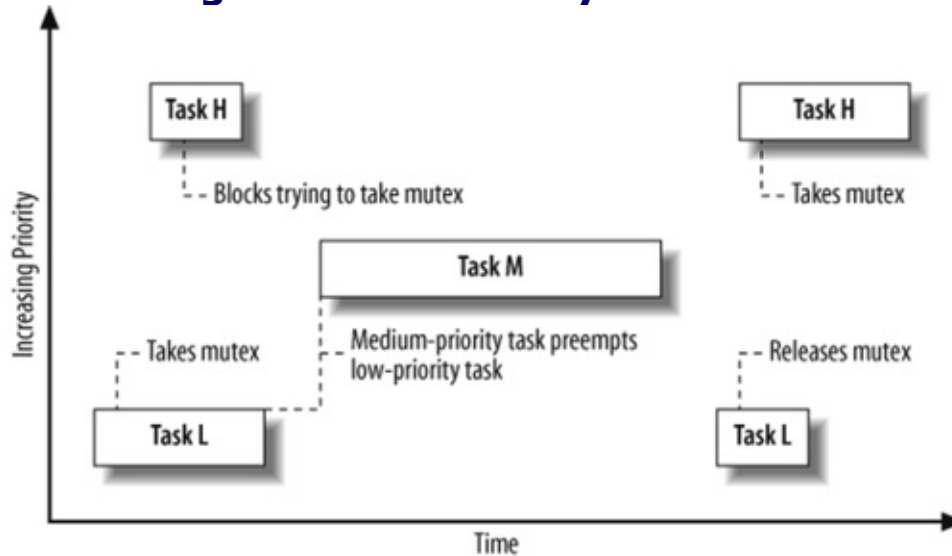 Task H
Task H
Blocks trying to take mutex
Takes mutex
Increasing Priority
Task M
Takes mutex
Medium-priority task preempts
low-priority task
Releases mutex
Task L
Task L
Time